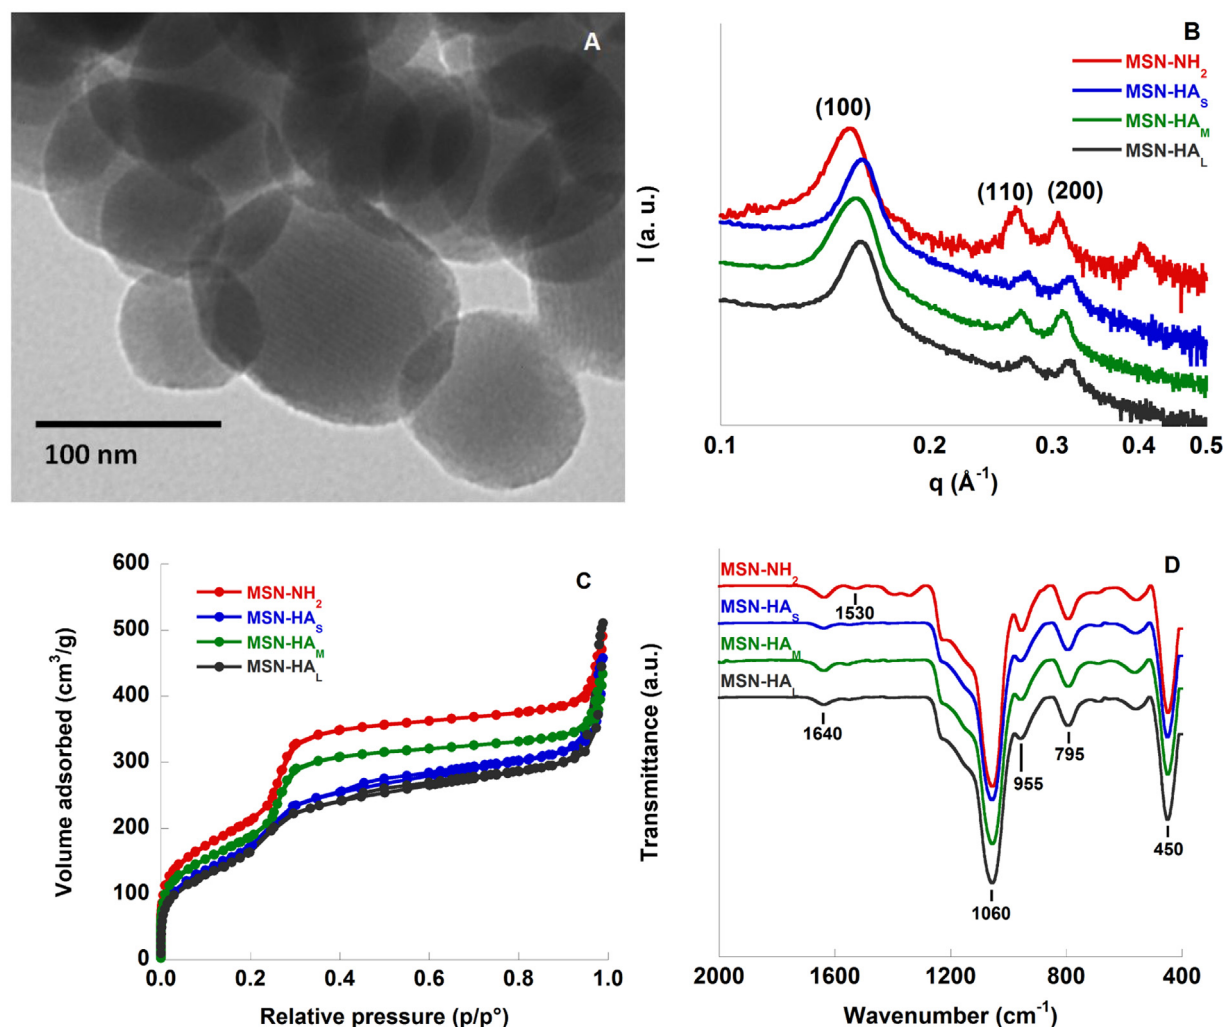 A
100 nm
B
MSN-NH2
MSN-HAS
MSN-HAM
MSN-HAL
(100)
(110)
(200)
I (a. u.)
0.1
0.2
0.3
0.4
0.5
q (Å-1)
C
MSN-NH2
MSN-HAS
MSN-HAM
MSN-HAL
600
500
400
300
200
100
0
Volume adsorbed (cm3/g)
0.0
0.2
0.4
0.6
0.8
1.0
Relative pressure (p/p°)
D
MSN-NH2
MSN-HAS
MSN-HAM
MSN-HAL
1530
1640
1060
955
795
450
Transmittance (a.u.)
2000
1600
1200
800
400
Wavenumber (cm-1)